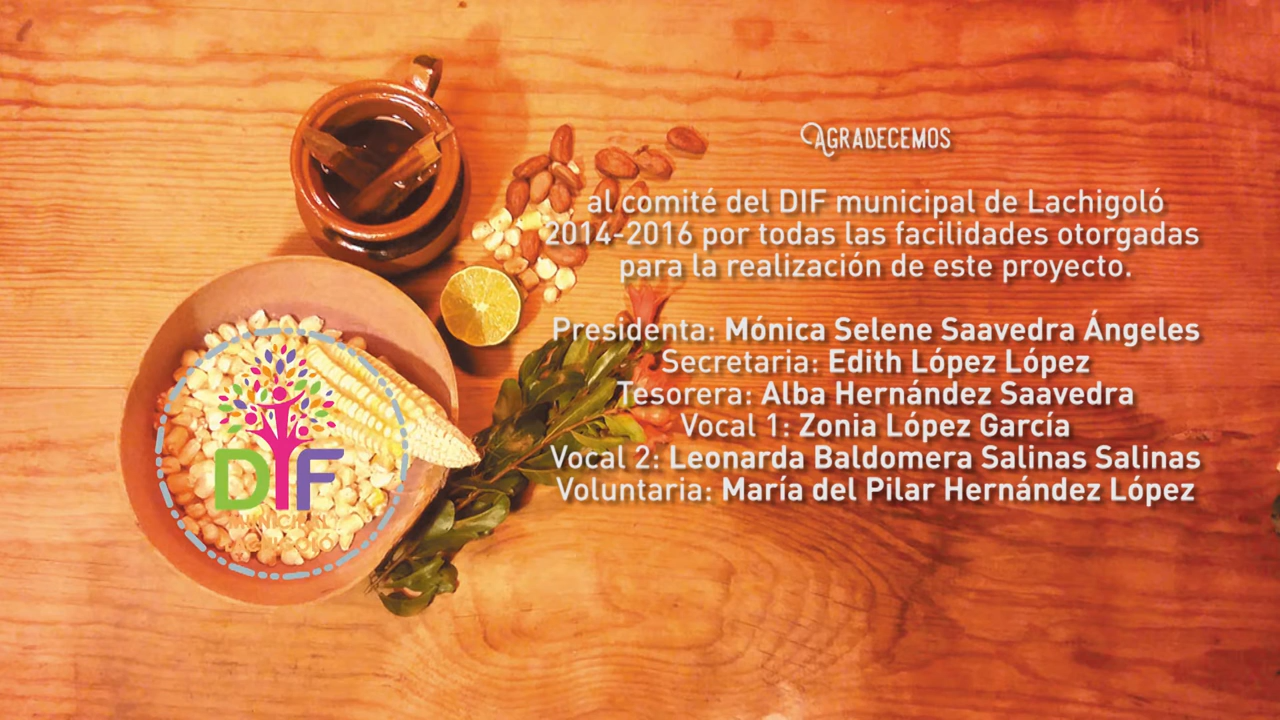 Agradecemos
al comité del DIF municipal de Lachigoló
2014-2016 por todas las facilidades otorgadas
para la realización de este proyecto.
Presidenta: Mónica Selene Saavedra Ángeles
Secretaria: Edith López López
Tesorera: Alba Hernández Saavedra
Vocal 1: Zonia López García
Vocal 2: Leonarda Baldomera Salinas Salinas
Voluntaria: María del Pilar Hernández López
DIF
MUNICIPAL